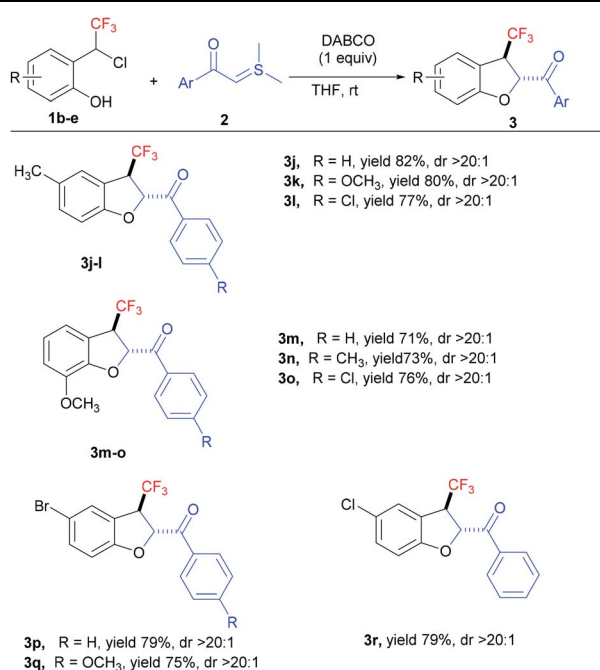 CF3
Cl
R
OH
1b-e
+
O
Ar
S
2
DABCO
(1 equiv)
THF, rt
CF3
R
O
O
Ar
3
H3C
CF3
O
O
R
3j-l
3j, R = H, yield 82%, dr >20:1
3k, R = OCH3, yield 80%, dr >20:1
3l, R = Cl, yield 77%, dr >20:1
CF3
O
O
OCH3
R
3m-o
3m, R = H, yield 71%, dr >20:1
3n, R = CH3, yield73%, dr >20:1
3o, R = Cl, yield 76%, dr >20:1
Br
CF3
O
O
R
3p, R = H, yield 79%, dr >20:1
3q, R = OCH3, yield 75%, dr >20:1
Cl
CF3
O
O
3r, yield 79%, dr >20:1